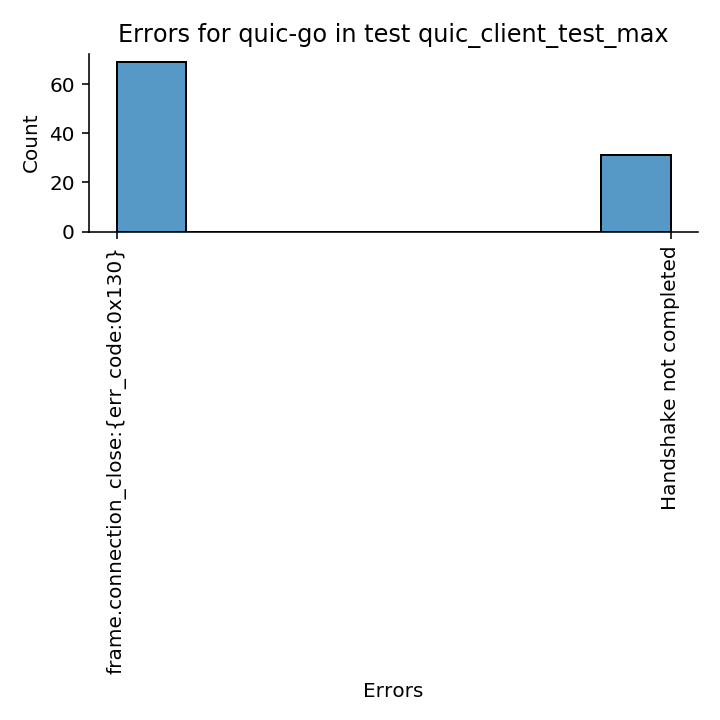 Errors for quic-go in test quic_client_test_max
Count
60
40
20
0
frame.connection_close:{err_code:0x130}
Handshake not completed
Errors